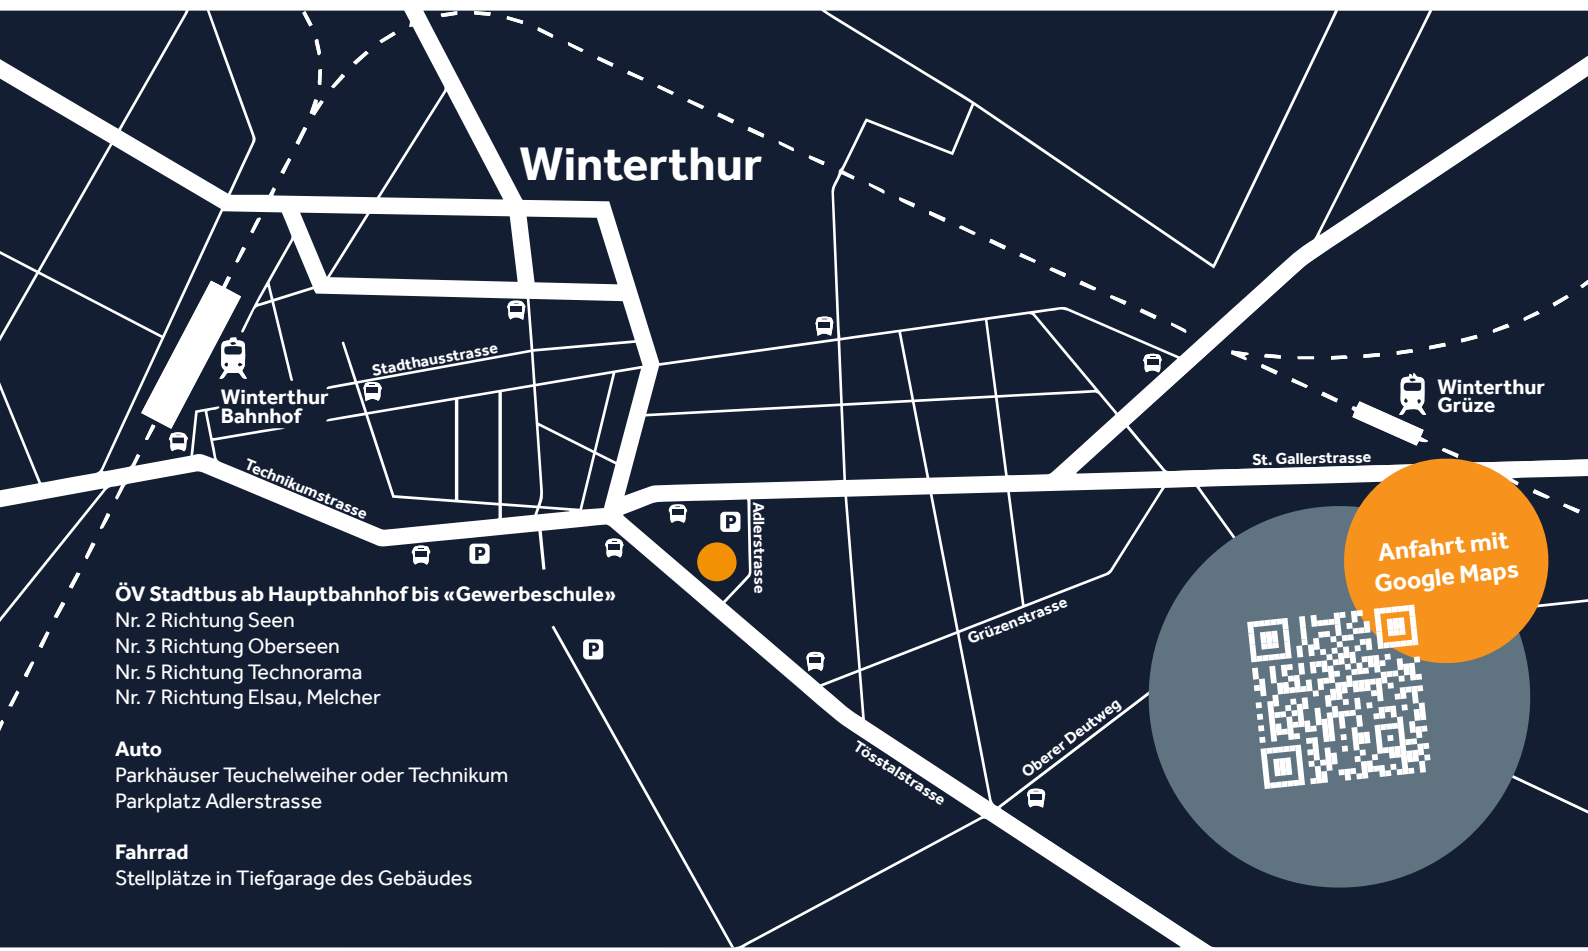 Winterthur
Stadthausstrasse
Winterthur
Bahnhof
Winterthur
Grüze
St. Gallerstrasse
Technikumstrasse
P
P
Adlerstrasse
Anfahrt mit
Google Maps
ÖV Stadtbus ab Hauptbahnhof bis «Gewerbeschule»
Nr. 2 Richtung Seen
Nr. 3 Richtung Oberseen
Nr. 5 Richtung Technorama
Nr. 7 Richtung Elsau, Melcher
P
Grüzenstrasse
Oberer Deutweg
Tösstalstrasse
Auto
Parkhäuser Teuchelweiher oder Technikum
Parkplatz Adlerstrasse
Fahrrad
Stellplätze in Tiefgarage des Gebäudes